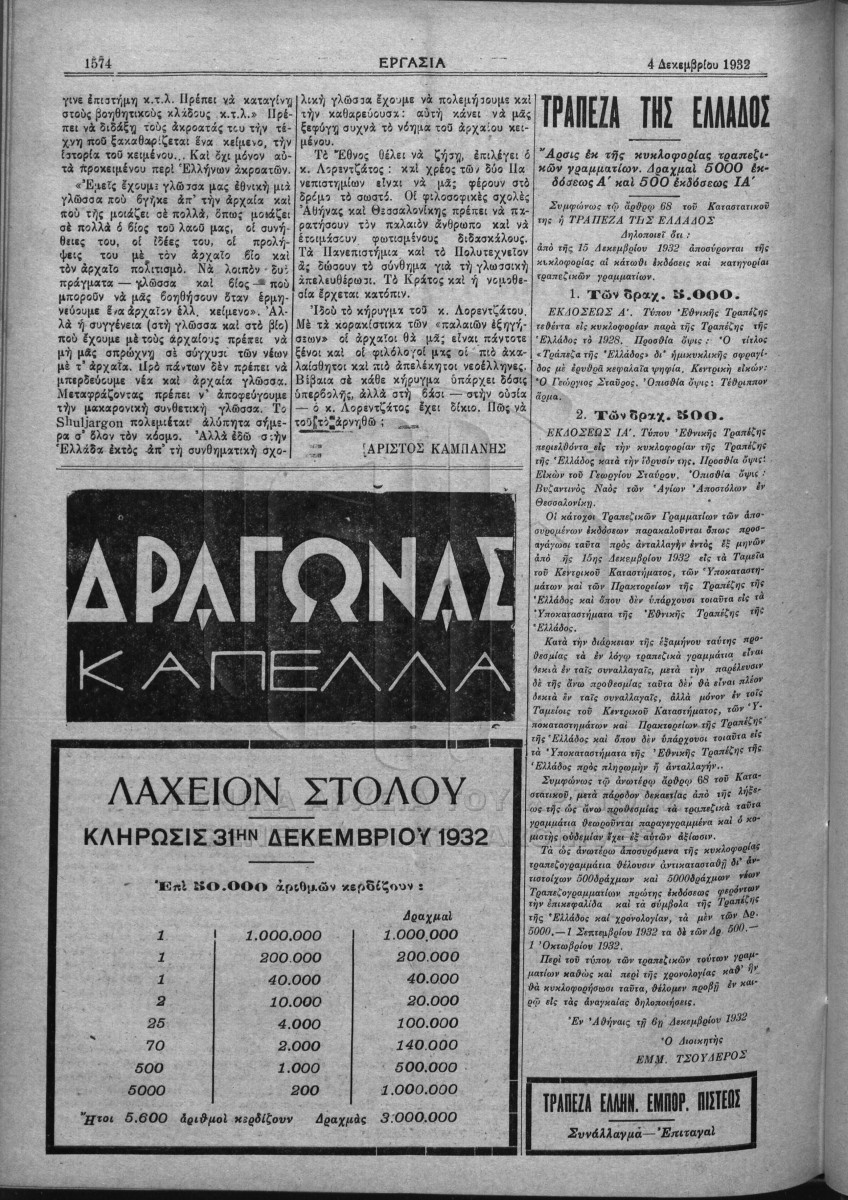 1574
ΕΡΓΑΣΙΑ
4 Δεκεμβρίου 1932
γινε ἐπιστήμη κ.τ.λ. Πρέπει νὰ καταγίνῃ
στοὺς βοηθητικοὺς κλάδους κ.τ.λ.» Πρέ-
πει νὰ διδάξῃ τοὺς ἀκροατάς του τὴν τέ-
χνη ποῦ ξακαθαρίζεται ἕνα κείμενο, τὴν
ἱστορία τοῦ κειμένου... Καὶ ὄχι μόνον αὐ-
τὰ προκειμένου περὶ Ἑλλήνων ἀκροατῶν.
«Ἐμεῖς ἔχουμε γλῶσσα μας ἐθνικὴ μιὰ
γλῶσσα ποὺ βγῆκε ἀπ' τὴν ἀρχαία καὶ
ποὺ τῆς μοιάζει σὲ πολλά, ὅπως μοιάζει
σὲ πολλὰ ὁ βίος τοῦ λαοῦ μας, οἱ συνή-
θειες του, οἱ ἰδέες του, οἱ προλή-
ψεις του μὲ τὸν ἀρχαῖο βίο καὶ
τὸν ἀρχαῖο πολιτισμό. Νὰ λοιπὸν δυὸ
πράγματα — γλῶσσα καὶ βίος — ποὺ
μποροῦν νὰ μᾶς βοηθήσουν ὅταν ἑρμη-
νεύουμε ἕνα ἀρχαῖον ἑλλ. κείμενο». Ἀλ-
λὰ ἡ συγγένεια (στὴ γλῶσσα καὶ στὸ βίο)
ποὺ ἔχουμε μὲ τοὺς ἀρχαίους πρέπει νὰ
μὴ μᾶς σπρώχνῃ σὲ σύγχυσι τῶν νέων
μὲ τ' ἀρχαῖα. Πρὸ πάντων δὲν πρέπει νὰ
μπερδεύουμε νέα καὶ ἀρχαία γλῶσσα.
Μεταφράζοντας πρέπει ν' ἀποφεύγουμε
τὴν μακαρονικὴ συνθετικὴ γλῶσσα. Το
Shuljargon πολεμιέται ἀλύπητα σήμε-
ρα σ' ὅλον τὸν κόσμο. Ἀλλὰ ἐδῶ στὴν
Ἑλλάδα ἐκτὸς ἀπ' τὴ συνθηματικὴ σχο-
λικὴ γλῶσσα ἔχουμε νὰ πολεμήσουμε καὶ
τὴν καθαρεύουσα: αὐτὴ κάνει νὰ μᾶς
ξεφύγῃ συχνὰ τὸ νόημα τοῦ ἀρχαίου κει-
μένου.
Τὸ Ἔθνος θέλει νὰ ζήσῃ, ἐπιλέγει ὁ
κ. Λορεντζᾶτος: καὶ χρέος τῶν δύο Πα-
νεπιστημίων εἶναι νὰ μᾶς φέρουν στὸ
δρόμο τὸ σωστό. Οἱ φιλοσοφικὲς σχολὲς
Ἀθήνας καὶ Θεσσαλονίκης πρέπει νὰ πα-
ρατήσουν τὸν παλαιὸν ἄνθρωπο καὶ νὰ
ἑτοιμάσουν φωτισμένους διδασκάλους.
Τὰ Πανεπιστήμια καὶ τὸ Πολυτεχνεῖον
ἂς δώσουν τὸ σύνθημα γιὰ τὴ γλωσσικὴ
ἀπελευθέρωσι. Τὸ Κράτος καὶ ἡ νομοθε-
σία ἔρχεται κατόπιν.
Ἰδοὺ τὸ κήρυγμα τοῦ κ. Λορεντζάτου.
Μὲ τὰ κορακίστικα τῶν «παλαιῶν ἐξηγή-
σεων» οἱ ἀρχαῖοι θὰ μᾶς εἶναι πάντοτε
ξένοι καὶ οἱ φιλόλογοί μας οἱ πιὸ ἀκα-
λαίσθητοι καὶ πιὸ ἀπελέκητοι νεοέλληνες.
Βέβαια σὲ κάθε κήρυγμα ὑπάρχει δόσις
ὑπερβολῆς, ἀλλὰ στὴ βάσι — στὴν οὐσία
— ὁ κ. Λορεντζᾶτος ἔχει δίκιο. Πῶς νὰ
τοῦ τὸ ἀρνηθῶ;
ΑΡΙΣΤΟΣ ΚΑΜΠΑΝΗΣ
ΔΡΑΓΩΝΑΣ
ΚΑΠΕΛΛΑ
ΛΑΧΕΙΟΝ ΣΤΟΛΟΥ
ΚΛΗΡΩΣΙΣ 31ΗΝ ΔΕΚΕΜΒΡΙΟΥ 1932
Ἐπὶ 50.000 ἀριθμῶν κερδίζουν:
Δραχμαὶ
1 1.000.000 1.000.000
1 200.000 200.000
1 40.000 40.000
2 10.000 20.000
25 4.000 100.000
70 2.000 140.000
500 1.000 500.000
5000 200 1.000.000
Ἤτοι 5.600 ἀριθμοὶ κερδίζουν Δραχμὰς 3.000.000
ΤΡΑΠΕΖΑ ΤΗΣ ΕΛΛΑΔΟΣ
Ἄρσις ἐκ τῆς κυκλοφορίας τραπεζι-
κῶν γραμματίων. Δραχμαὶ 5000 ἐκ-
δόσεως Α΄ καὶ 500 ἐκδόσεως ΙΑ΄
Συμφώνως τῷ ἄρθρῳ 68 τοῦ Καταστατικοῦ
της ἡ ΤΡΑΠΕΖΑ ΤΗΣ ΕΛΛΑΔΟΣ
Δηλοποιεῖ ὅτι:
ἀπὸ τῆς 15 Δεκεμβρίου 1932 ἀποσύρονται τῆς
κυκλοφορίας αἱ κάτωθι ἐκδόσεις καὶ κατηγορίαι
τραπεζικῶν γραμματίων.
1. Τῶν δραχ. 5.000.
ΕΚΔΟΣΕΩΣ Α'. Τύπου Ἐθνικῆς Τραπέζης
τεθέντα εἰς κυκλοφορίαν παρὰ τῆς Τραπέζης τῆς
Ἑλλάδος τὸ 1928. Προσθία ὄψις: Ὁ τίτλος
«Τράπεζα τῆς Ἑλλάδος» δι' ἡμικυκλικῆς σφραγῖ-
δος μὲ ἐρυθρᾶ κεφαλαῖα ψηφία. Κεντρικὴ εἰκών:
Ὁ Γεώργιος Σταῦρος. Ὀπισθία ὄψις: Τέθριππον
ἅρμα.
2. Τῶν δραχ. 500.
ΕΚΔΟΣΕΩΣ ΙΑ'. Τύπου Ἐθνικῆς Τραπέζης
περιελθόντα εἰς τὴν κυκλοφορίαν τῆς Τραπέζης
τῆς Ἑλλάδος κατὰ τὴν ἵδρυσίν της. Προσθία ὄψις:
Εἰκὼν τοῦ Γεωργίου Σταύρου. Ὀπισθία ὄψις:
Βυζαντινὸς Ναὸς τῶν Ἁγίων Ἀποστόλων ἐν
Θεσσαλονίκῃ.
Οἱ κάτοχοι Τραπεζικῶν Γραμματίων τῶν ἀπο-
συρομένων ἐκδόσεων παρακαλοῦνται ὅπως προσ-
αγάγωσι ταῦτα πρὸς ἀνταλλαγὴν ἐντὸς ἓξ μηνῶν
ἀπὸ τῆς 15ης Δεκεμβρίου 1932 εἰς τὰ Ταμεῖα
τοῦ Κεντρικοῦ Καταστήματος, τῶν Ὑποκαταστη-
μάτων καὶ τῶν Πρακτορείων τῆς Τραπέζης τῆς
Ἑλλάδος καὶ ὅπου δὲν ὑπάρχουσι τοιαῦτα εἰς τὰ
Ὑποκαταστήματα τῆς Ἐθνικῆς Τραπέζης τῆς
Ἑλλάδος.
Κατὰ τὴν διάρκειαν τῆς ἑξαμήνου ταύτης προ-
θεσμίας τὰ ἐν λόγῳ τραπεζικὰ γραμμάτια εἶναι
δεκτὰ ἐν ταῖς συναλλαγαῖς, μετὰ τὴν παρέλευσιν
δὲ τῆς ἄνω προθεσμίας ταῦτα δὲν θὰ εἶναι πλέον
δεκτὰ ἐν ταῖς συναλλαγαῖς, ἀλλὰ μόνον ἐν τοῖς
Ταμείοις τοῦ Κεντρικοῦ Καταστήματος, τῶν Ὑ-
ποκαταστημάτων καὶ Πρακτορείων τῆς Τραπέζης
τῆς Ἑλλάδος καὶ ὅπου δὲν ὑπάρχουσι τοιαῦτα εἰς
τὰ Ὑποκαταστήματα τῆς Ἐθνικῆς Τραπέζης τῆς
Ἑλλάδος πρὸς πληρωμὴν ἢ ἀνταλλαγήν..
Συμφώνως τῷ ἀνωτέρῳ ἄρθρῳ 68 τοῦ Κατα-
στατικοῦ, μετὰ πάροδον δεκαετίας ἀπὸ τῆς λήξε-
ως τῆς ὡς ἄνω προθεσμίας τὰ τραπεζικὰ ταῦτα
γραμμάτια θεωροῦνται παραγεγραμμένα καὶ ὁ κο-
μιστὴς οὐδεμίαν ἔχει ἐξ αὐτῶν ἀξίωσιν.
Τὰ ὡς ἀνωτέρω ἀποσυρόμενα τῆς κυκλοφορίας
τραπεζογραμμάτια θέλουσιν ἀντικατασταθῆ δι' ἀν-
τιστοίχων 500δράχμων καὶ 5000δράχμων νέων
Τραπεζογραμματίων πρώτης ἐκδόσεως φερόντων
τὴν ἐπικεφαλίδα καὶ τὰ σύμβολα τῆς Τραπέζης
τῆς Ἑλλάδος καὶ χρονολογίαν, τὰ μὲν τῶν Δρ.
5000.—1 Σεπτεμβρίου 1932 τα δὲ τῶν Δρ. 500.—
1 Ὀκτωβρίου 1932.
Περὶ τοῦ τύπου τῶν τραπεζικῶν τούτων γραμ-
ματίων καθὼς καὶ περὶ τῆς χρονολογίας καθ' ἣν
θὰ κυκλοφορήσωσι ταῦτα, θέλομεν προβῇ ἐν και-
ρῷ εἰς τὰς ἀναγκαίας δηλοποιήσεις.
Ἐν Ἀθήναις τῇ 6ῃ Δεκεμβρίου 1932
Ὁ Διοικητὴς
ΕΜΜ. ΤΣΟΥΔΕΡΟΣ
ΤΡΑΠΕΖΑ ΕΛΛΗΝ. ΕΜΠΟΡ. ΠΙΣΤΕΩΣ
Συνάλλαγμα—Ἐπιταγαὶ